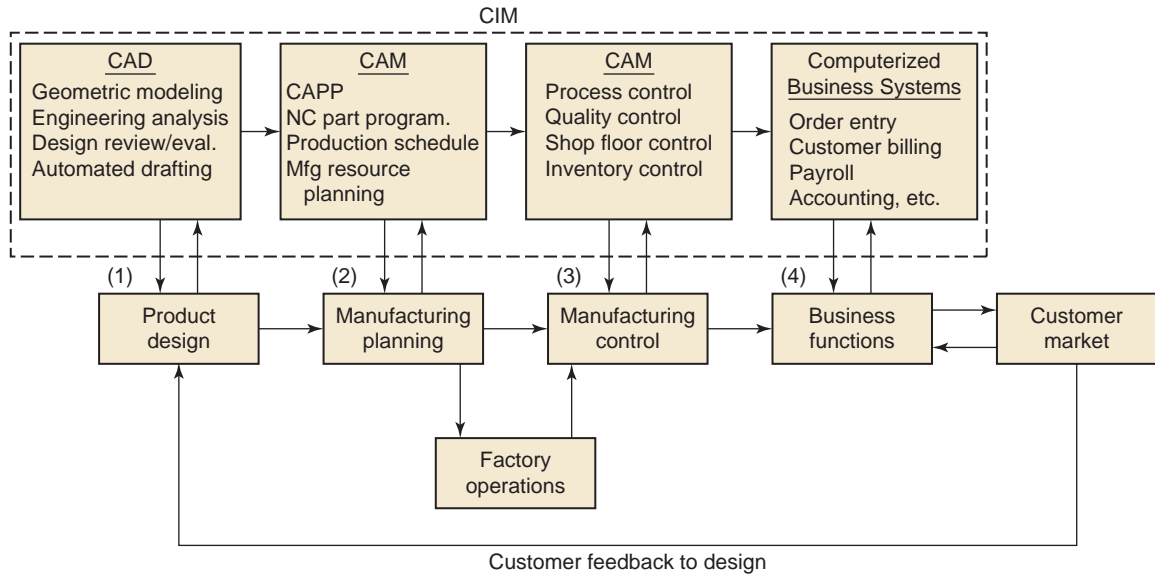 CIM
CAD
Geometric modeling
Engineering analysis
Design review/eval.
Automated drafting
CAM
CAPP
NC part program.
Production schedule
Mfg resource
planning
CAM
Process control
Quality control
Shop floor control
Inventory control
Computerized
Business Systems
Order entry
Customer billing
Payroll
Accounting, etc.
(1)
Product
design
(2)
Manufacturing
planning
(3)
Manufacturing
control
(4)
Business
functions
Customer
market
Factory
operations
Customer feedback to design